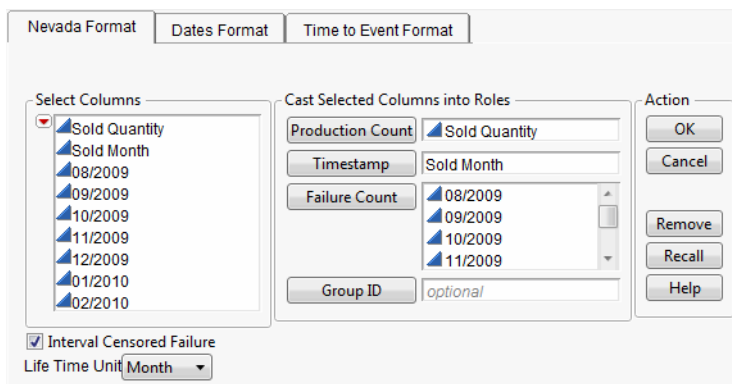 Nevada Format Dates Format Time to Event Format
Select Columns
Sold Quantity
Sold Month
08/2009
09/2009
10/2009
11/2009
12/2009
01/2010
02/2010
Cast Selected Columns into Roles
Production Count Sold Quantity
Timestamp Sold Month
Failure Count 08/2009
09/2009
10/2009
11/2009
Group ID optional
Action
OK
Cancel
Remove
Recall
Help
Interval Censored Failure
Life Time Unit Month